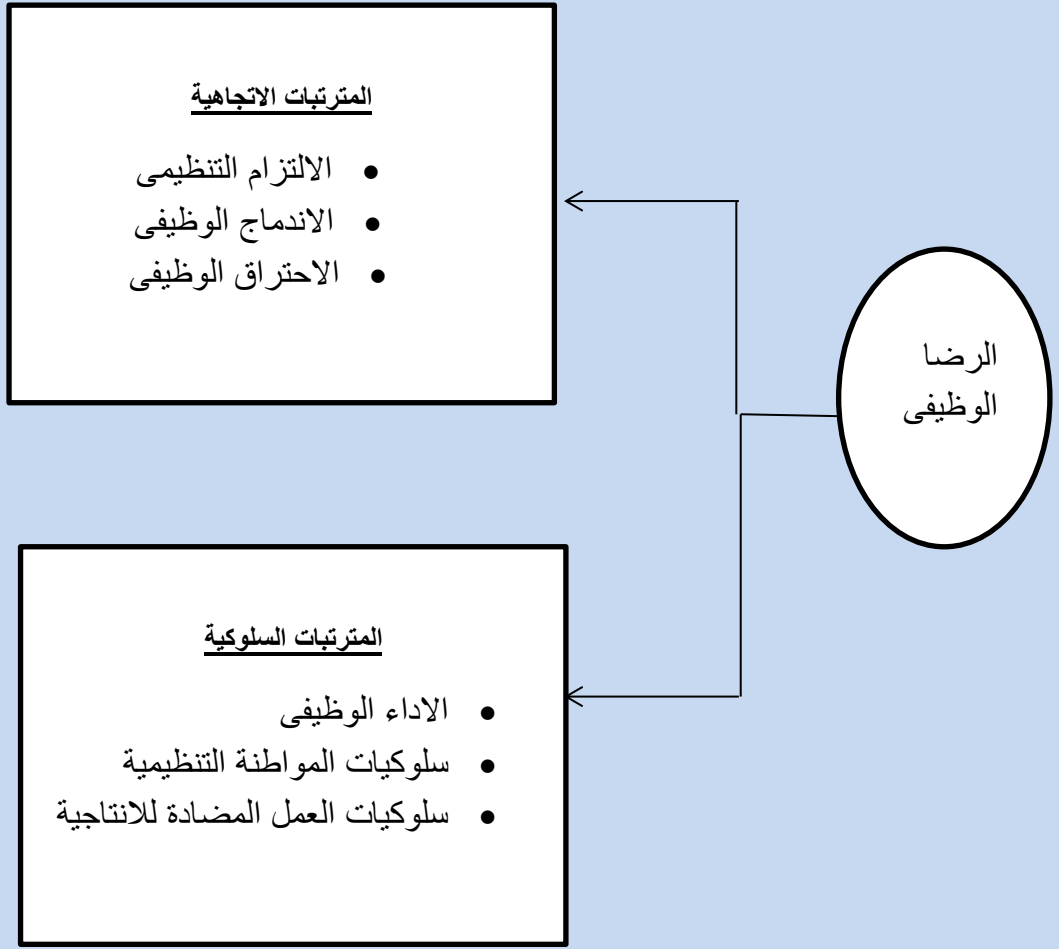 المترتبات الاتجاهية
• الالتزام التنظيمى
• الاندماج الوظيفى
• الاحتراق الوظيفى
الرضا
الوظيفى
المترتبات السلوكية
• الاداء الوظيفى
• سلوكيات المواطنة التنظيمية
• سلوكيات العمل المضادة للانتاجية